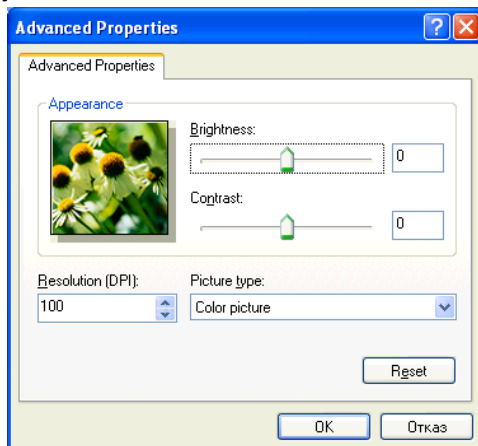 Advanced Properties
Advanced Properties
Appearance
Brightness:
0
Contrast:
0
Resolution (DPI):
Picture type:
100
Color picture
Reset
OK
Отказ